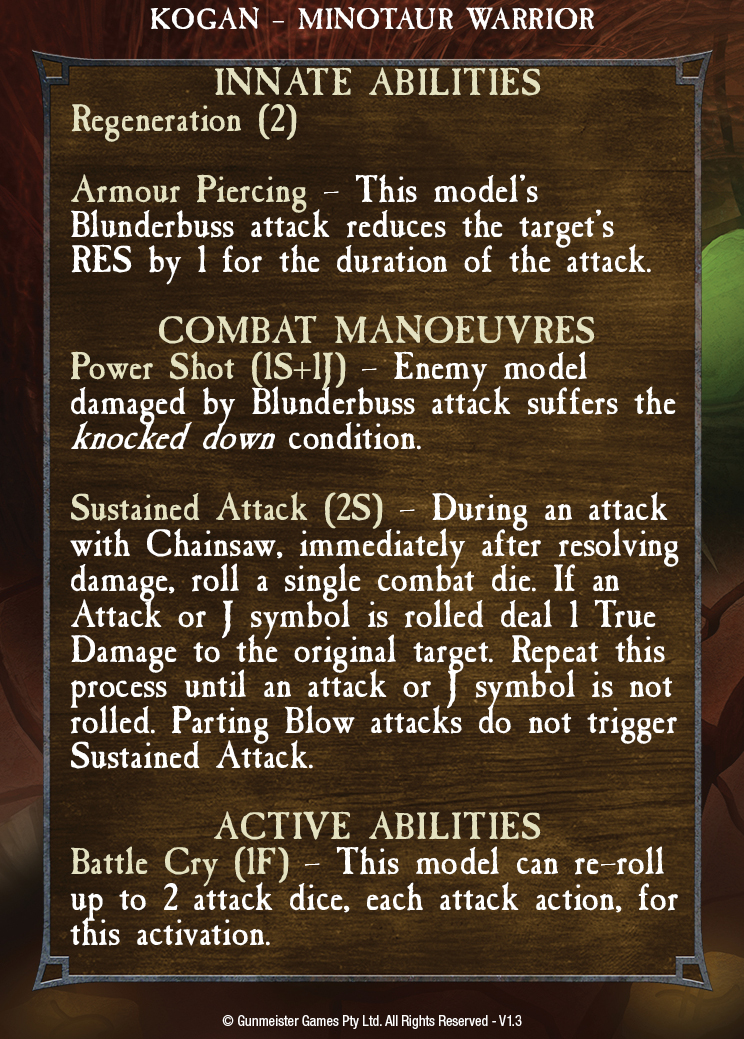 KOGAN – MINOTAUR WARRIOR
INNATE ABILITIES
Regeneration (2)
Armour Piercing – This model's
Blunderbuss attack reduces the target's
RES by 1 for the duration of the attack.
COMBAT MANOEUVRES
Power Shot (1S+1J) – Enemy model
damaged by Blunderbuss attack suffers the
knocked down condition.
Sustained Attack (2S) – During an attack
with Chainsaw, immediately after resolving
damage, roll a single combat die. If an
Attack or J symbol is rolled deal 1 True
Damage to the original target. Repeat this
process until an attack or J symbol is not
rolled. Parting Blow attacks do not trigger
Sustained Attack.
ACTIVE ABILITIES
Battle Cry (1F) – This model can re-roll
up to 2 attack dice, each attack action, for
this activation.
© Gunmeister Games Pty Ltd. All Rights Reserved - V1.3